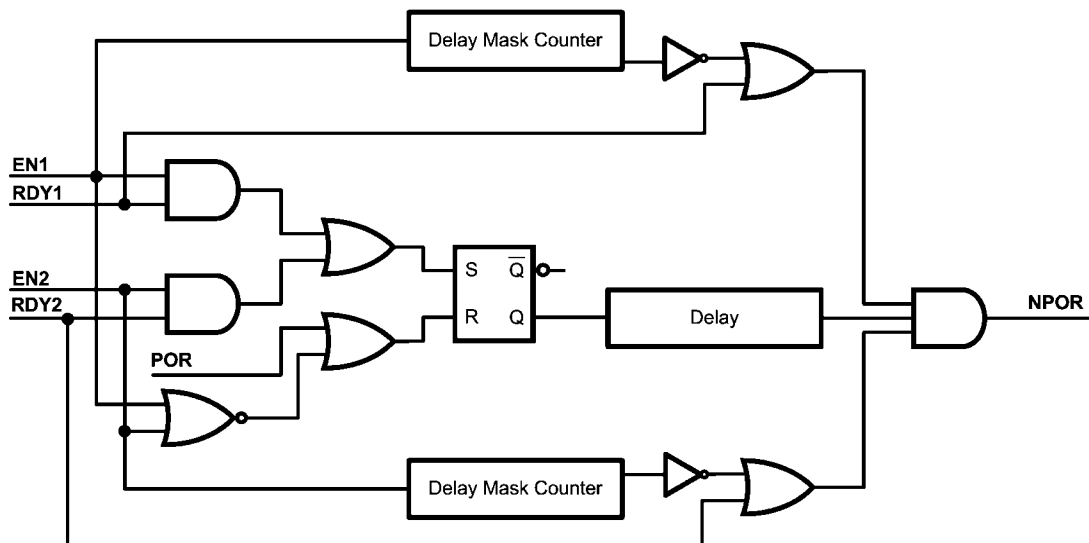 Delay Mask Counter
EN1
RDY1
EN2
RDY2
S Q̅
R Q
Delay
NPOR
POR
Delay Mask Counter